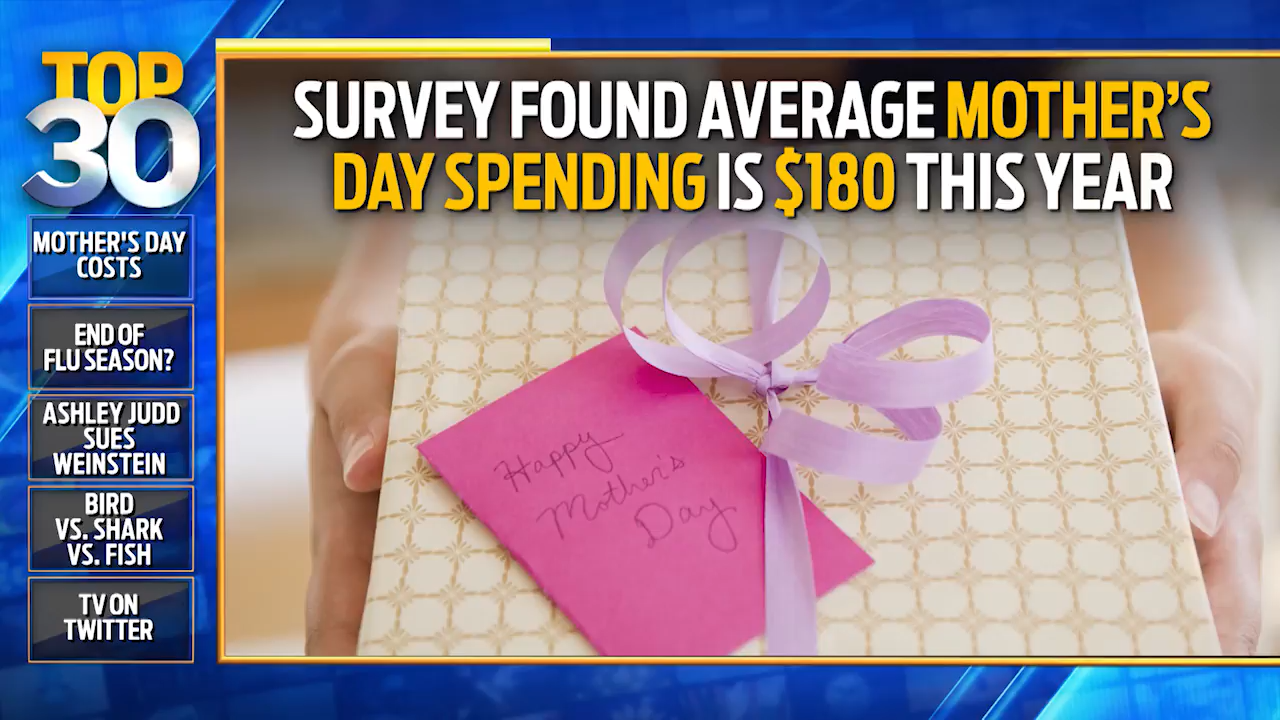 TOP
30
MOTHER'S DAY
COSTS
END OF
FLU SEASON?
ASHLEY JUDD
SUES
WEINSTEIN
BIRD
VS. SHARK
VS. FISH
TV ON
TWITTER
SURVEY FOUND AVERAGE MOTHER’S
DAY SPENDING IS $180 THIS YEAR
Happy
Mother's
Day